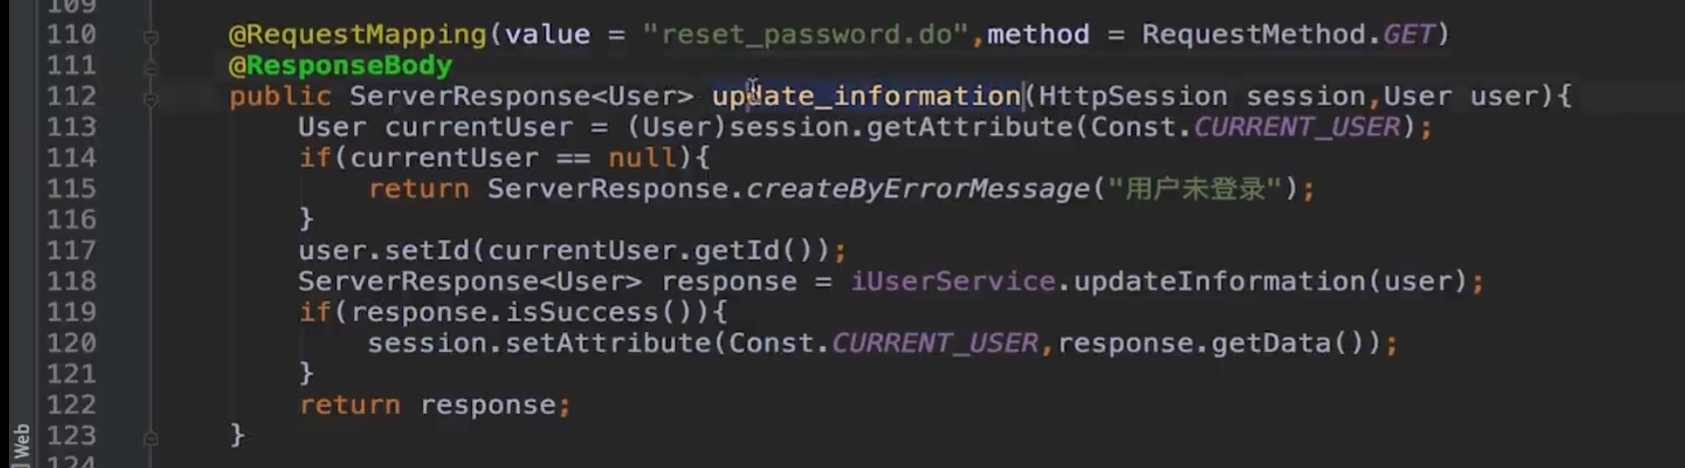 109
110 @RequestMapping(value = "reset_password.do",method = RequestMethod.GET)
111 @ResponseBody
112 public ServerResponse<User> update_information(HttpSession session,User user){
113 User currentUser = (User)session.getAttribute(Const.CURRENT_USER);
114 if(currentUser == null){
115 return ServerResponse.createByErrorMessage("用户未登录");
116 }
117 user.setId(currentUser.getId());
118 ServerResponse<User> response = iUserService.updateInformation(user);
119 if(response.isSuccess()){
120 session.setAttribute(Const.CURRENT_USER,response.getData());
121 }
122 return response;
123 }
124
Web